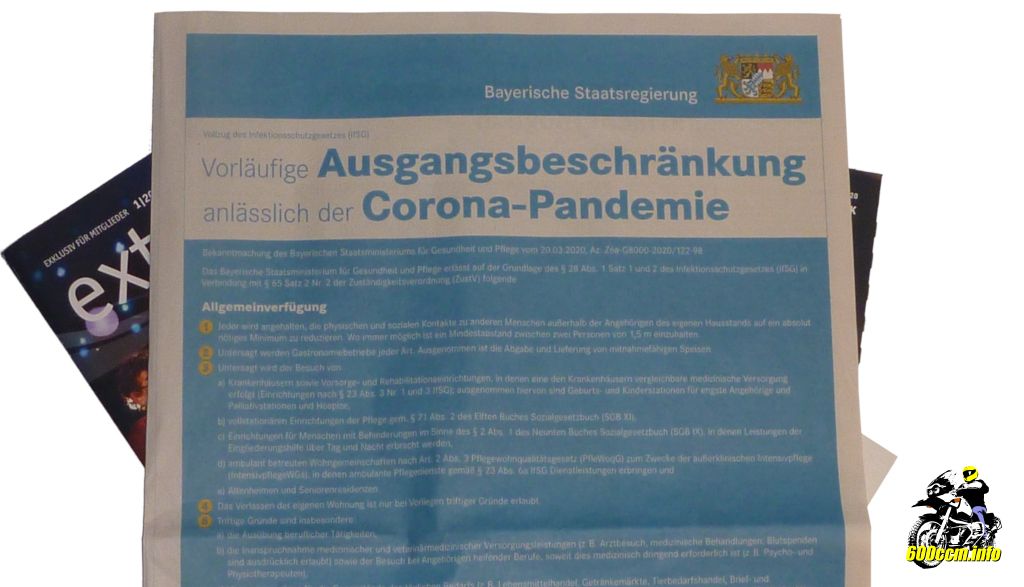 Bayerische Staatsregierung
Vollzug des Infektionsschutzgesetzes (IfSG)
Vorläufige Ausgangsbeschränkung
anlässlich der Corona-Pandemie
Bekanntmachung des Bayerischen Staatsministeriums für Gesundheit und Pflege vom 20.03.2020, Az. Z6a-G8000-2020/122-98
Das Bayerische Staatsministerium für Gesundheit und Pflege erlässt auf der Grundlage des § 28 Abs. 1 Satz 1 und 2 des Infektionsschutzgesetzes (IfSG) in
Verbindung mit § 65 Satz 2 Nr. 2 der Zuständigkeitsverordnung (ZustV) folgende
Allgemeinverfügung
1 Jeder wird angehalten, die physischen und sozialen Kontakte zu anderen Menschen außerhalb der Angehörigen des eigenen Hausstands auf ein absolut
nötiges Minimum zu reduzieren. Wo immer möglich ist ein Mindestabstand zwischen zwei Personen von 1,5 m einzuhalten.
2 Untersagt werden Gastronomiebetriebe jeder Art. Ausgenommen ist die Abgabe und Lieferung von mitnahmefähigen Speisen
3 Untersagt wird der Besuch von
a) Krankenhäusern sowie Vorsorge- und Rehabilitationseinrichtungen, in denen eine den Krankenhäusern vergleichbare medizinische Versorgung
erfolgt (Einrichtungen nach § 23 Abs. 3 Nr. 1 und 3 IfSG); ausgenommen hiervon sind Geburts- und Kinderstationen für engste Angehörige und
Palliativstationen und Hospize,
b) vollstationären Einrichtungen der Pflege gem. § 71 Abs. 2 des Elften Buches Sozialgesetzbuch (SGB XI),
c) Einrichtungen für Menschen mit Behinderungen im Sinne des § 2 Abs. 1 des Neunten Buches Sozialgesetzbuch (SGB IX), in denen Leistungen der
Eingliederungshilfe über Tag und Nacht erbracht werden,
d) ambulant betreuten Wohngemeinschaften nach Art. 2 Abs. 3 Pflegewohnqualitätsgesetz (PfleWoqG) zum Zwecke der außerklinischen Intensivpflege
(IntensivpflegeWGs), in denen ambulante Pflegedienste gemäß § 23 Abs. 6a IfSG Dienstleistungen erbringen und
e) Altenheimen und Seniorenresidenzen
4 Das Verlassen der eigenen Wohnung ist nur bei Vorliegen triftiger Gründe erlaubt.
5 Triftige Gründe sind insbesondere:
a) die Ausübung beruflicher Tätigkeiten,
b) die Inanspruchnahme medizinischer und veterinärmedizinischer Versorgungsleistungen (z. B. Arztbesuch, medizinische Behandlungen; Blutspenden
sind ausdrücklich erlaubt) sowie der Besuch bei Angehörigen helfender Berufe, soweit dies medizinisch dringend erforderlich ist (z. B. Psycho- und
Physiotherapeuten),
Bedarfs (z. B. Lebensmittelhandel, Getränkemärkte, Tierbedarfshandel, Brief- und
EXKLUSIV FÜR MITGLIEDER 1|20
ext
K
600ccm.info